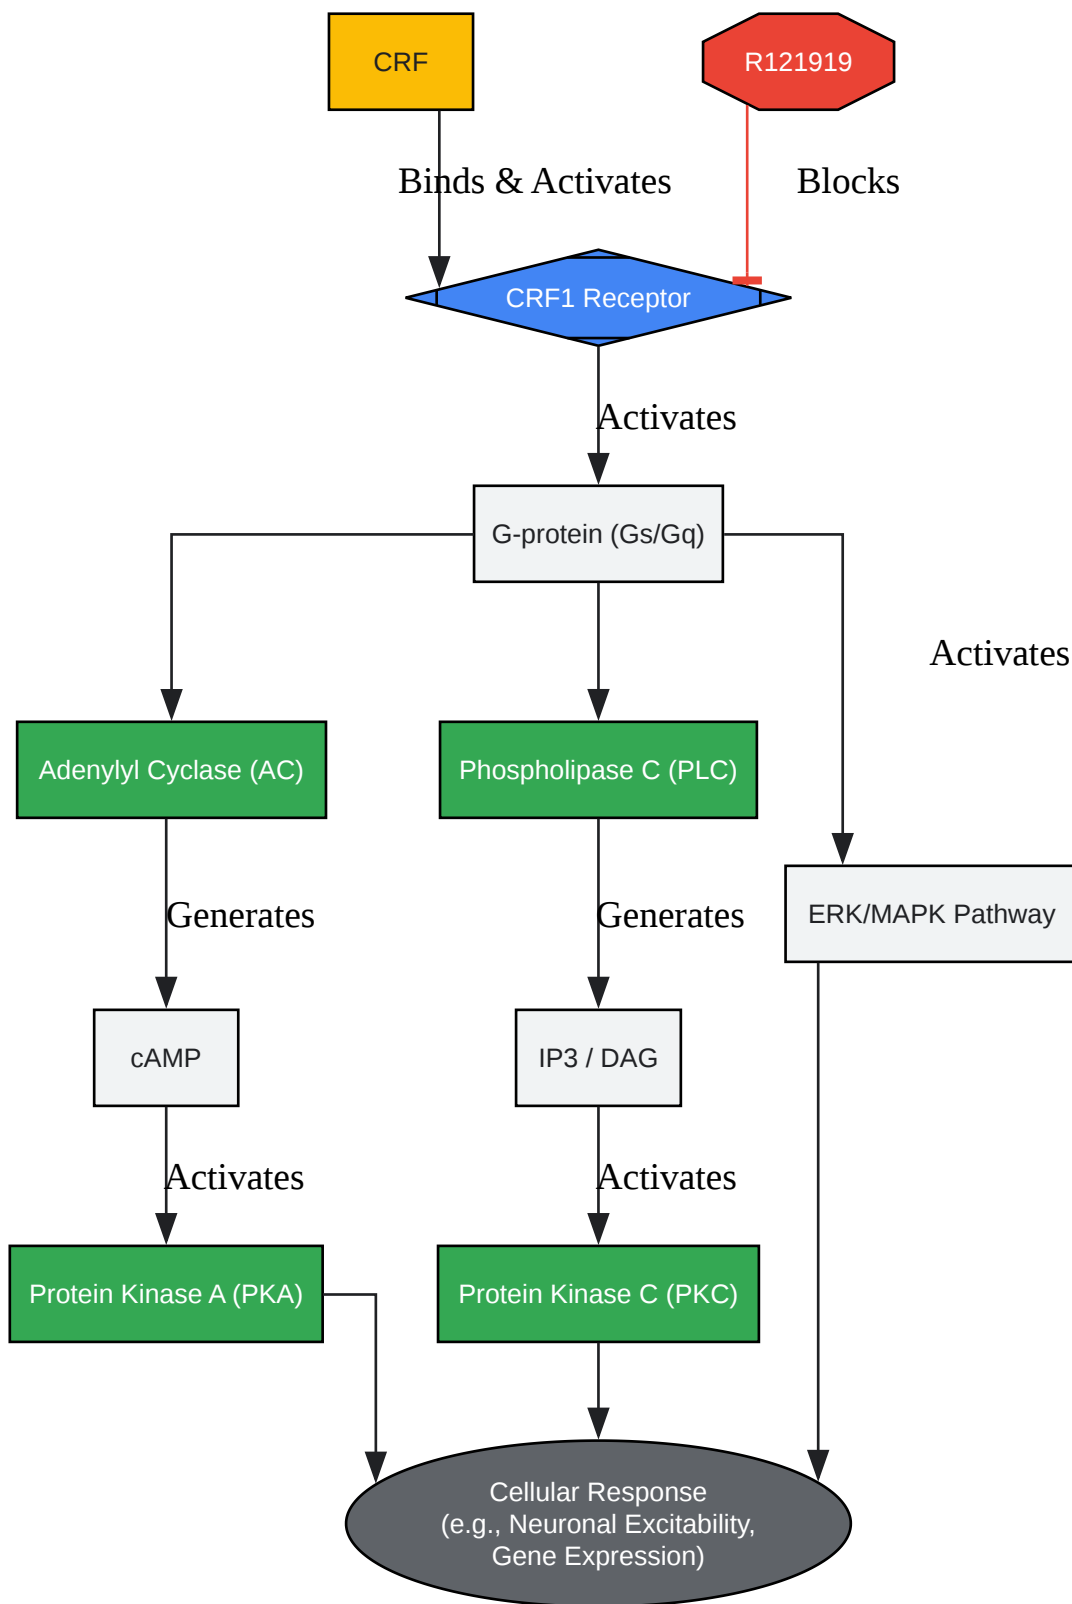 CRF
R121919
Binds & Activates
Blocks
CRF1 Receptor
Activates
G-protein (Gs/Gq)
Activates
Adenylyl Cyclase (AC)
Phospholipase C (PLC)
Generates
Generates
ERK/MAPK Pathway
cAMP
IP3 / DAG
Activates
Activates
Protein Kinase A (PKA)
Protein Kinase C (PKC)
Cellular Response
(e.g., Neuronal Excitability,
Gene Expression)